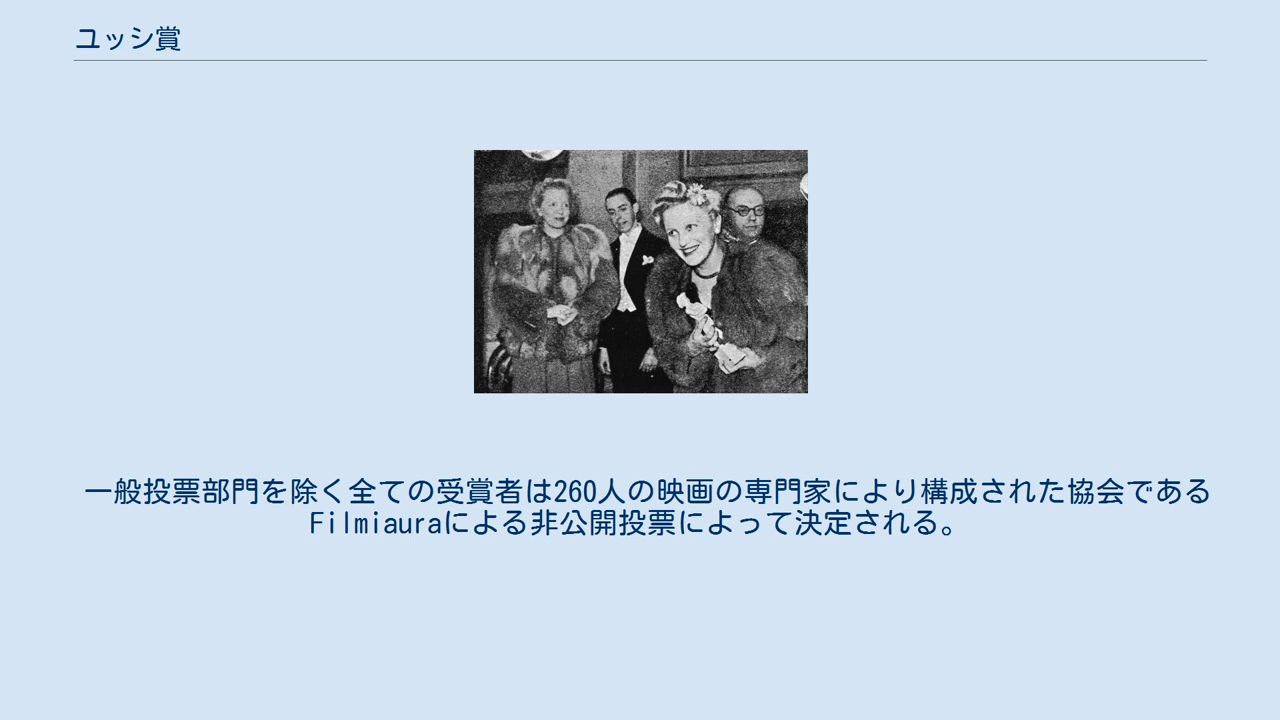 ユッシ賞
一般投票部門を除く全ての受賞者は260人の映画の専門家により構成された協会である
Filmiauraによる非公開投票によって決定される。